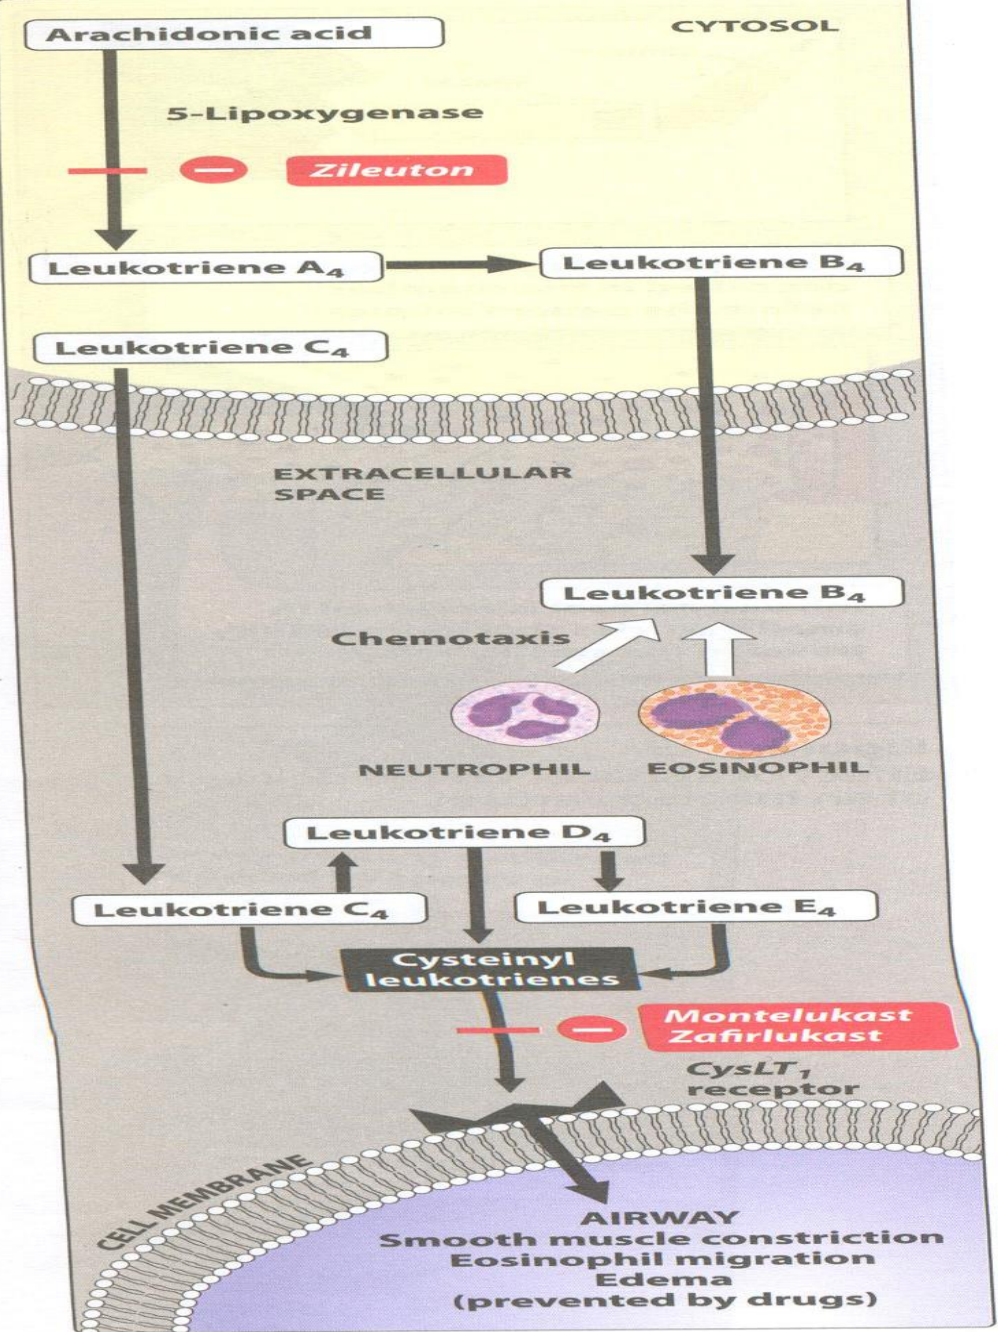 Arachidonic acid
CYTOSOL
5-Lipoxygenase
Zileuton
Leukotriene A4
Leukotriene B4
Leukotriene C4
EXTRACELLULAR
SPACE
Leukotriene B4
Chemotaxis
NEUTROPHIL
EOSINOPHIL
Leukotriene D4
Leukotriene C4
Leukotriene E4
Cysteinyl
leukotrienes
Montelukast
Zafirlukast
CysLT1
receptor
CELL MEMBRANE
AIRWAY
Smooth muscle constriction
Eosinophil migration
Edema
(prevented by drugs)